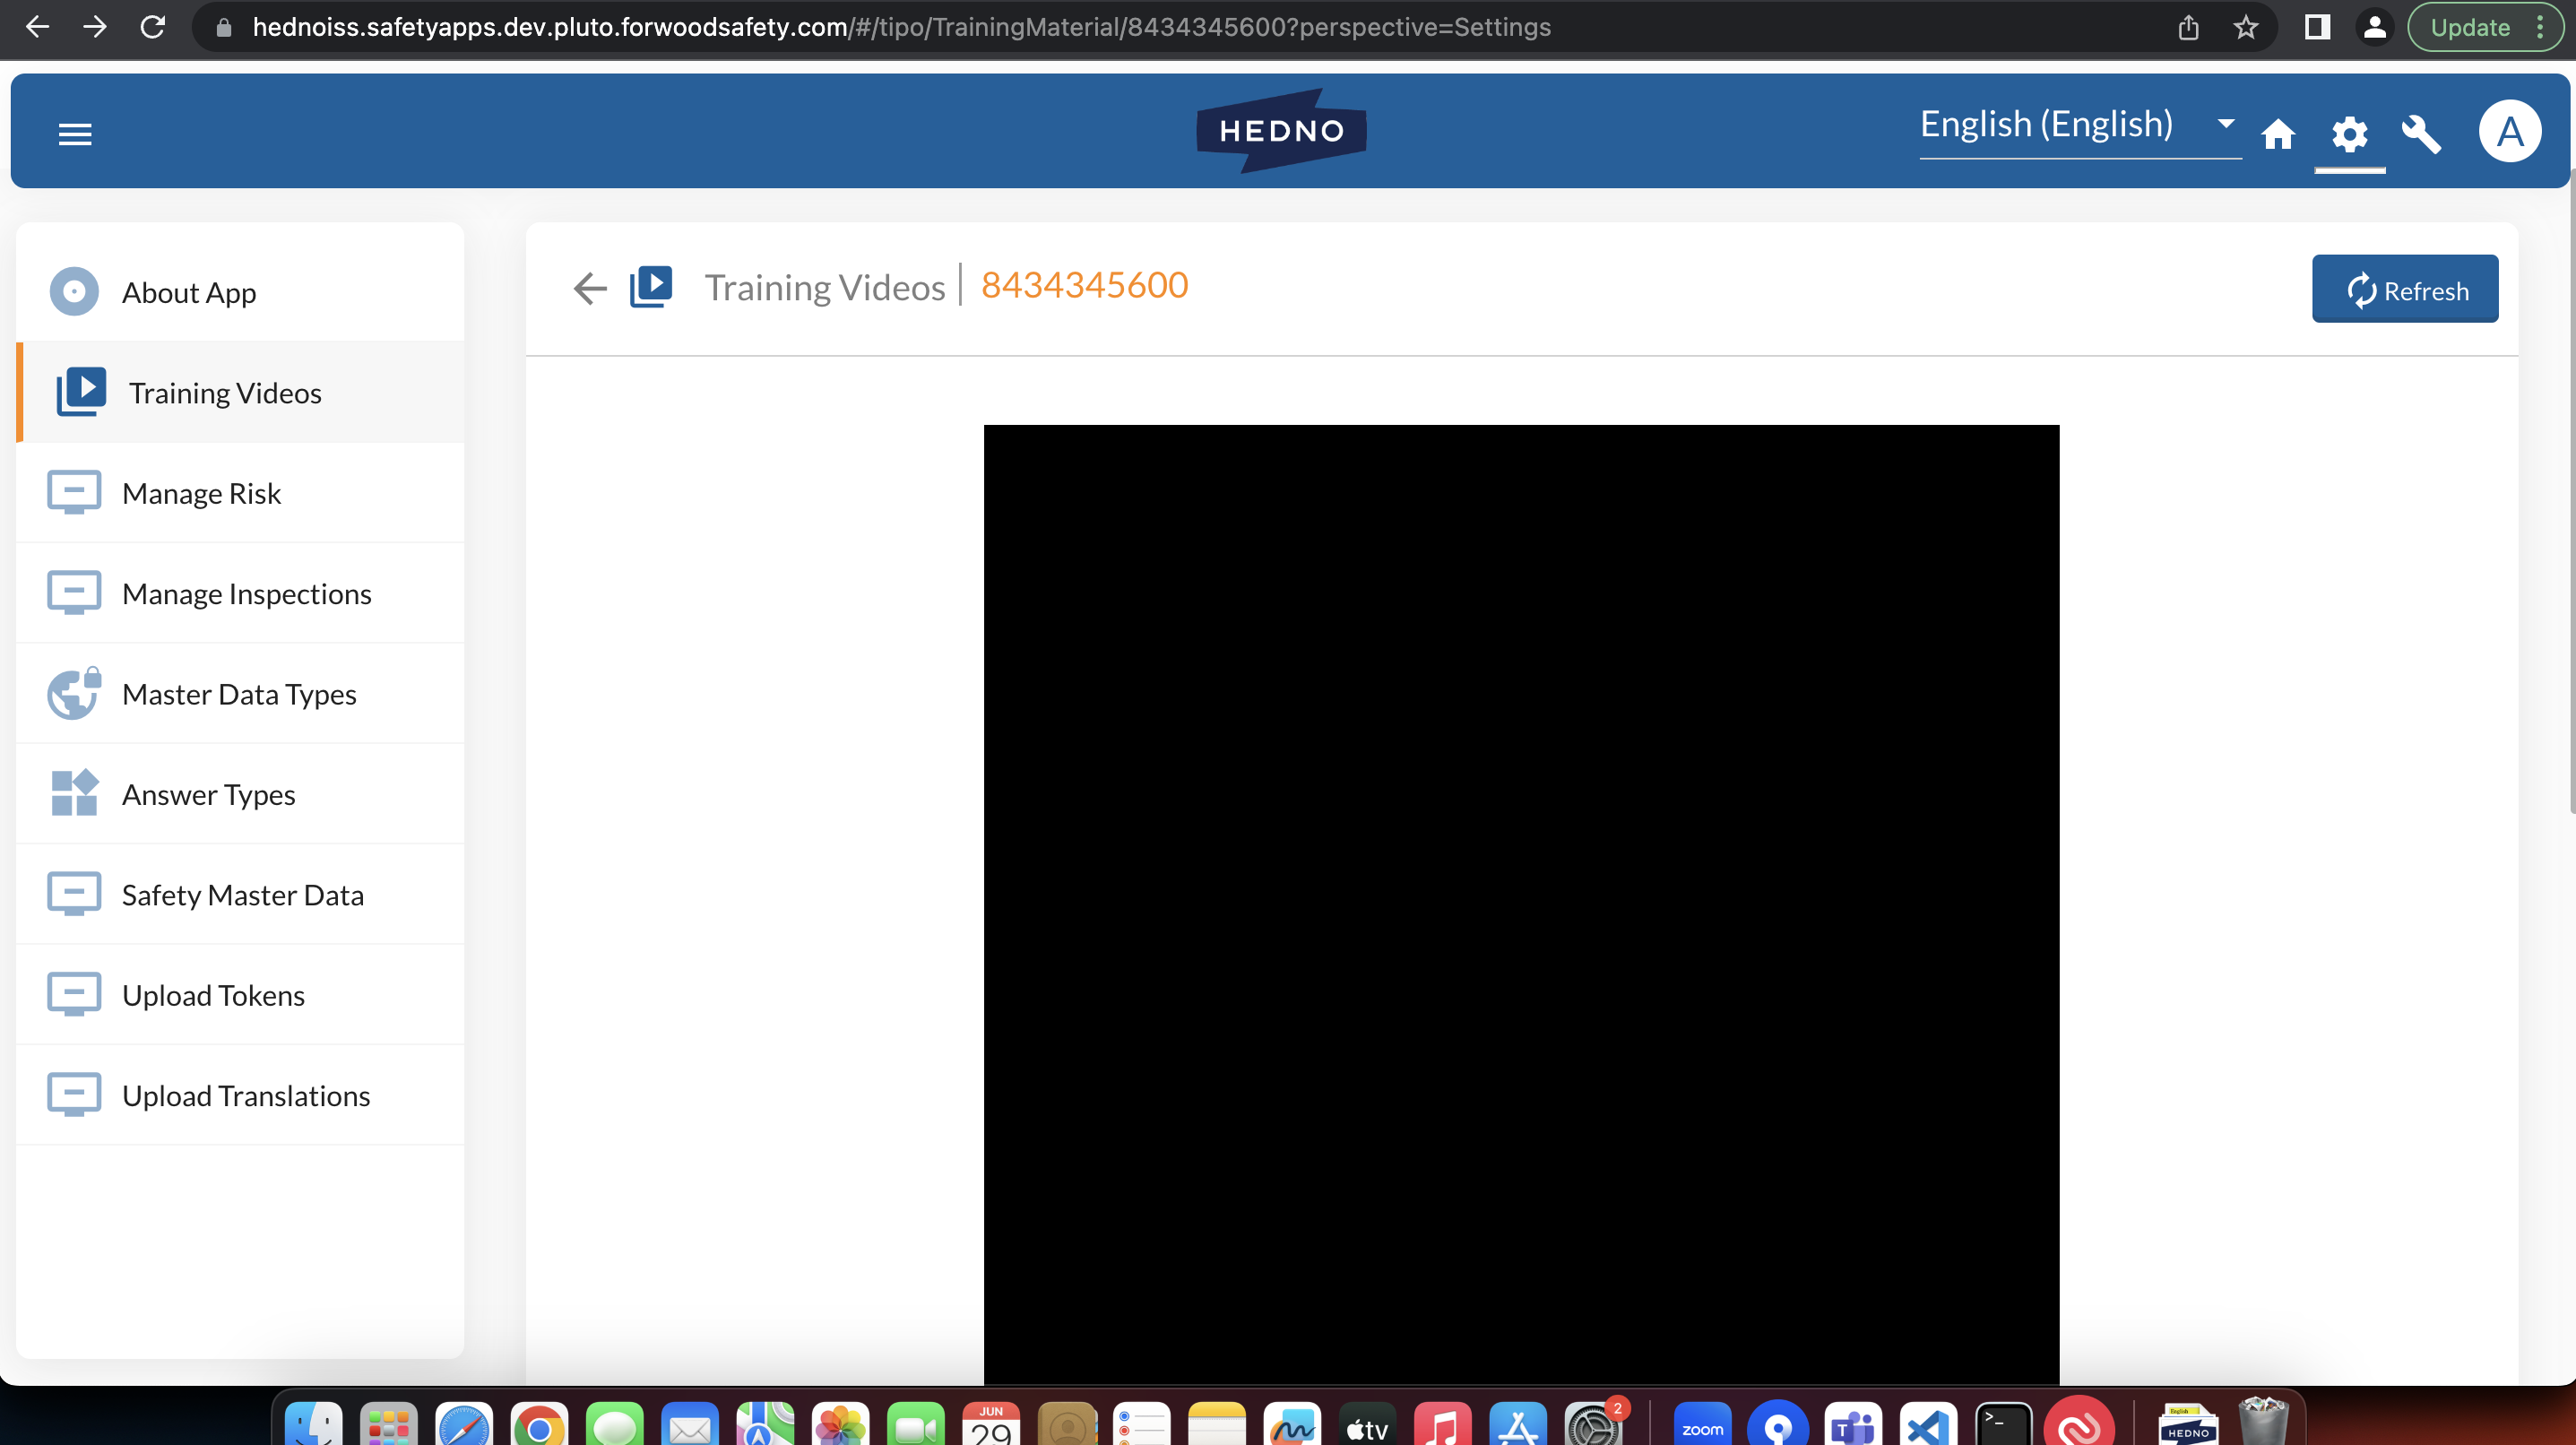 hednoiss.safetyapps.dev.pluto.forwoodsafety.com/#/tipo/TrainingMaterial/8434345600?perspective=Settings
Update
HEDNO
English (English)
A
About App
Training Videos
Manage Risk
Manage Inspections
Master Data Types
Answer Types
Safety Master Data
Upload Tokens
Upload Translations
Training Videos
8434345600
Refresh
JUN
29
tv
2
zoom
T
>_
English
HEDNO